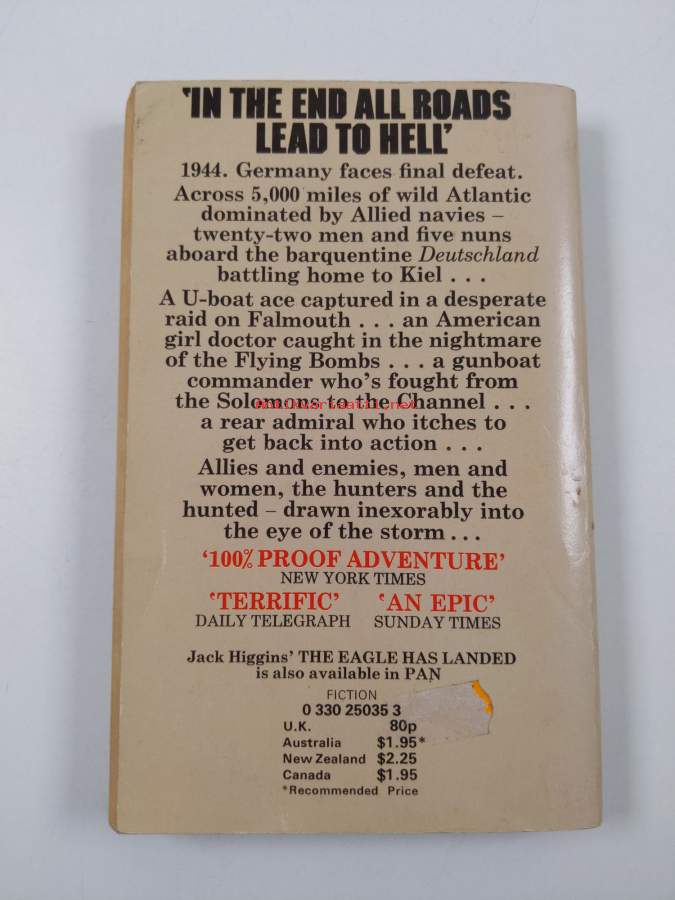 'IN THE END ALL ROADS
LEAD TO HELL'
1944. Germany faces final defeat.
Across 5,000 miles of wild Atlantic
dominated by Allied navies –
twenty-two men and five nuns
aboard the barquentine Deutschland
battling home to Kiel . . .
A U-boat ace captured in a desperate
raid on Falmouth . . . an American
girl doctor caught in the nightmare
of the Flying Bombs . . . a gunboat
commander who's fought from
the Solomons to the Channel . . .
Antikvariaatti.net
a rear admiral who itches to
get back into action . . .
Allies and enemies, men and
women, the hunters and the
hunted – drawn inexorably into
the eye of the storm . . .
'100% PROOF ADVENTURE'
NEW YORK TIMES
'TERRIFIC' 'AN EPIC'
DAILY TELEGRAPH SUNDAY TIMES
Jack Higgins' THE EAGLE HAS LANDED
is also available in PAN
FICTION
0 330 25035 3
U.K. 80p
Australia $1.95*
New Zealand $2.25
Canada $1.95
*Recommended Price